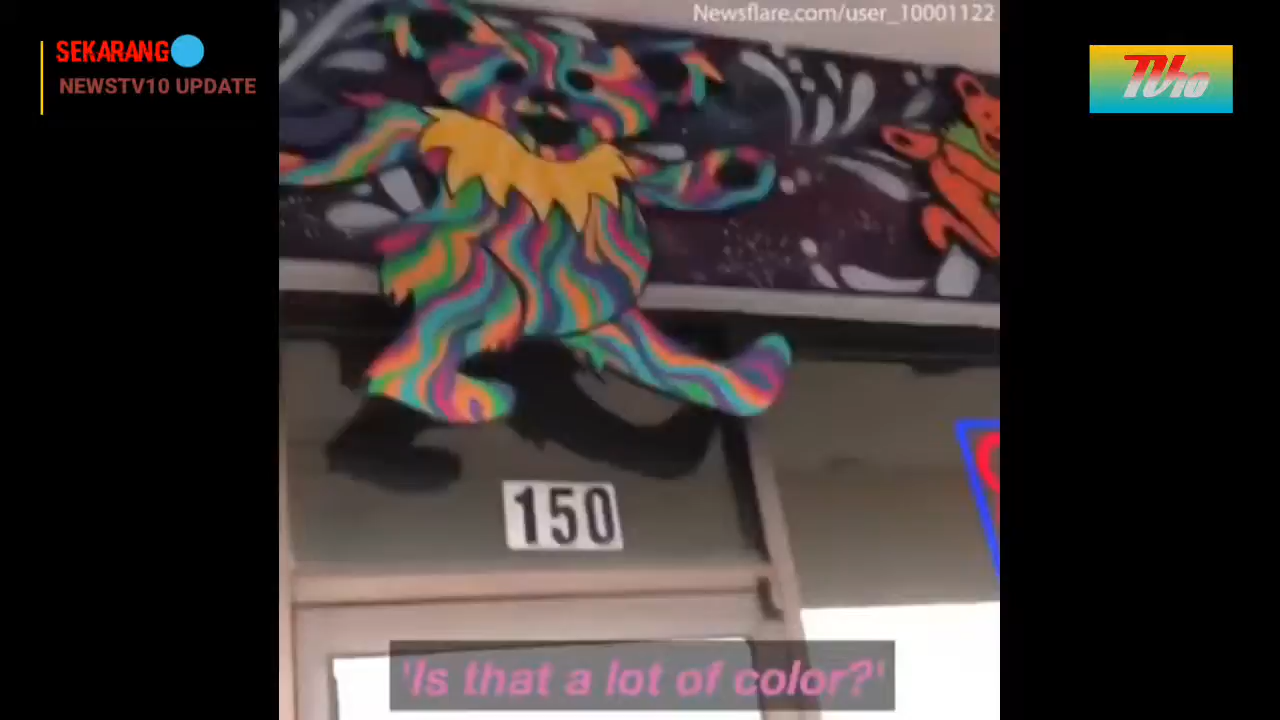 Newsflare.com/user_10001122
SEKARANG
NEWSTV10 UPDATE
TV10
150
'Is that a lot of color?'